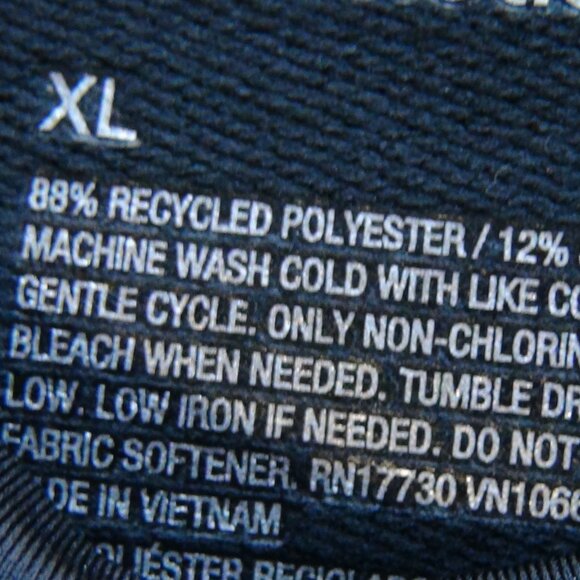 XL
88% RECYCLED POLYESTER / 12%
MACHINE WASH COLD WITH LIKE CO
GENTLE CYCLE. ONLY NON-CHLORIN
BLEACH WHEN NEEDED. TUMBLE DR
LOW. LOW IRON IF NEEDED. DO NOT
FABRIC SOFTENER. RN17730 VN1066
DE IN VIETNAM